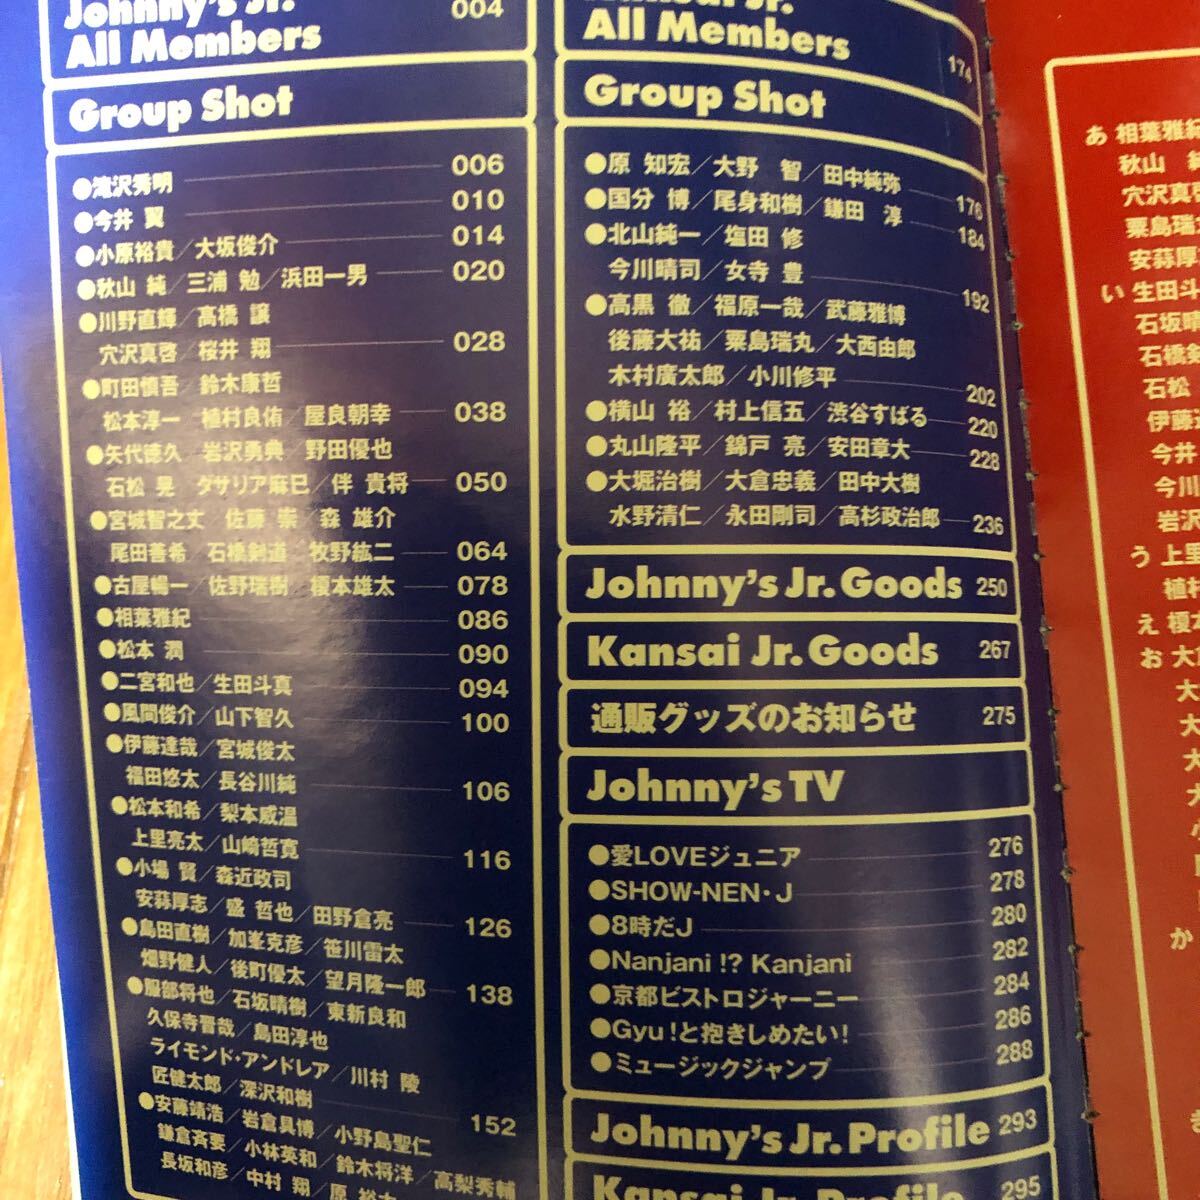 Johnny's Jr.
All Members
004
Group Shot
●滝沢秀明 006
●今井 翼 010
●小原裕貴／大坂俊介 014
●秋山 純／三浦 勉／浜田一男 020
●川野直輝／高橋 譲
穴沢真啓／桜井 翔 028
●町田慎吾／鈴木康哲
松本淳一 植村良侑／屋良朝幸 038
●矢代徳久 岩沢勇典 野田優也
石松 晃 ダサリア麻巳／伴 貴将 050
●宮城智之丈 佐藤 崇／森 雄介
尾田善希 石橋剣道 牧野紘二 064
●古屋暢一／佐野瑞樹 榎本雄太 078
●相葉雅紀 086
●松本 潤 090
●二宮和也／生田斗真 094
●風間俊介／山下智久 100
●伊藤達哉／宮城俊太
福田悠太／長谷川純 106
●松本和希／梨本威温
上里亮太／山崎哲寛 116
●小場 賢／森近政司
安蒜厚志／盛 哲也／田野倉亮 126
●島田直樹／加峯克彦／笹川雷太
畑野健人／後町優太／望月隆一郎 138
●服部将也／石坂晴樹／東新良和
久保寺晋哉／島田淳也
ライモンド・アンドレア／川村 陵
匠健太郎／深沢和樹 152
●安藤靖浩／岩倉具博／小野島聖仁
鎌倉斉要／小林英和／鈴木将洋／高梨秀輔
長坂和彦／中村 翔／原
Kansai Jr.
All Members
174
Group Shot
●原 知宏／大野 智／田中純弥 176
●国分 博／尾身和樹／鎌田 淳 184
●北山純一／塩田 修
今川晴司／女寺 豊 192
●高黒 徹／福原一哉／武藤雅博
後藤大祐／粟島瑞丸／大西由郎
木村廣太郎／小川修平 202
●横山 裕／村上信五／渋谷すばる 220
●丸山隆平／錦戸 亮／安田章大 228
●大堀治樹／大倉忠義／田中大樹
水野清仁／永田剛司／高杉政治郎 236
Johnny's Jr. Goods 250
Kansai Jr. Goods 267
通販グッズのお知らせ 275
Johnny's TV
●愛LOVEジュニア 276
●SHOW-NEN・J 278
●8時だJ 280
●Nanjani !? Kanjani 282
●京都ビストロジャーニー 284
●Gyu!と抱きしめたい! 286
●ミュージックジャンプ 288
Johnny's Jr. Profile 293
Kansai Jr. Profile 295
あ 相葉雅紀
秋山
穴沢真
粟島瑞
安蒜厚
い 生田斗
石坂晴
石橋剣
石松
伊藤達
今井
今川
岩沢
う 上里
植村
え 榎本
お
大
大
大
大
小
か
き